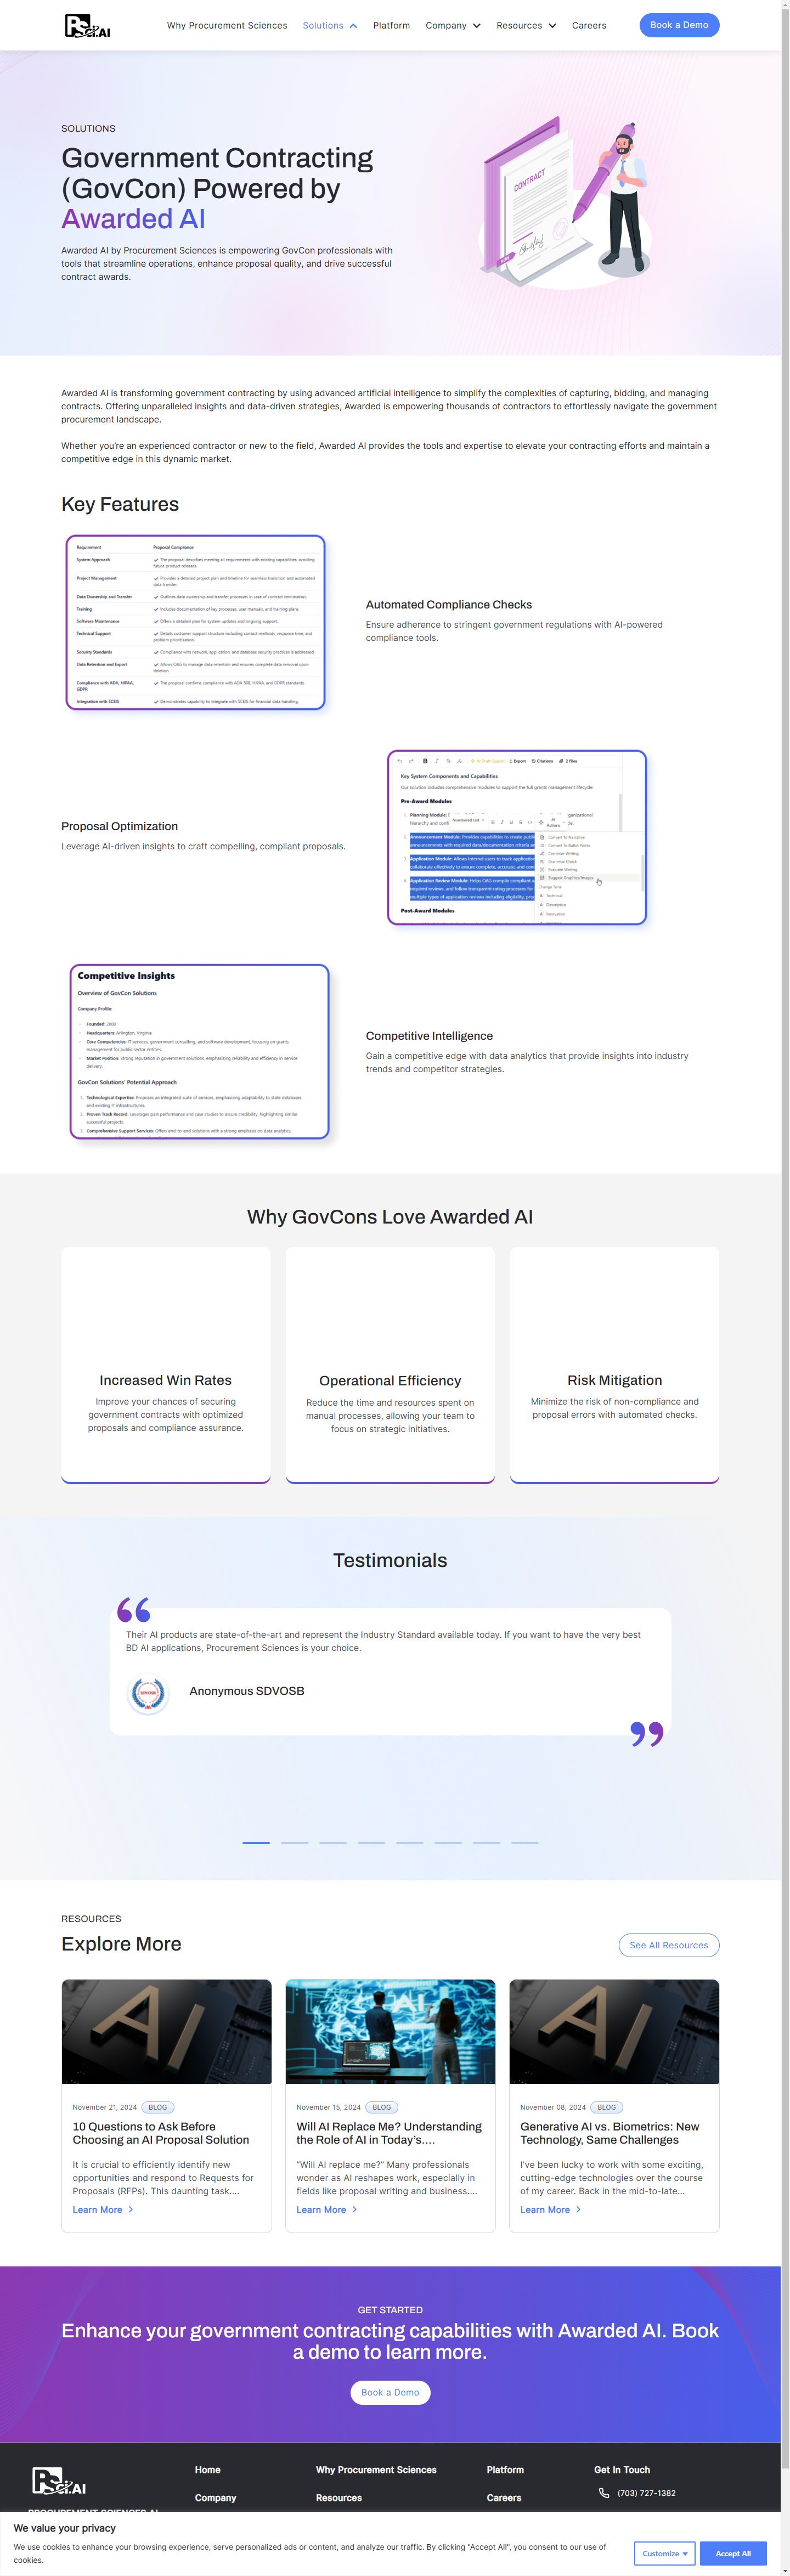 PSci.AI
Why Procurement Sciences
Solutions
Platform
Company
Resources
Careers
Book a Demo
SOLUTIONS
Government Contracting
(GovCon) Powered by
Awarded AI
Awarded AI by Procurement Sciences is empowering GovCon professionals with
tools that streamline operations, enhance proposal quality, and drive successful
contract awards.
CONTRACT
Awarded AI is transforming government contracting by using advanced artificial intelligence to simplify the complexities of capturing, bidding, and managing
contracts. Offering unparalleled insights and data-driven strategies, Awarded is empowering thousands of contractors to effortlessly navigate the government
procurement landscape.
Whether you're an experienced contractor or new to the field, Awarded AI provides the tools and expertise to elevate your contracting efforts and maintain a
competitive edge in this dynamic market.
Key Features
Requirement Proposal Compliance
System Approach The proposal describes meeting all requirements with existing capabilities, avoiding
future product releases.
Project Management Provides a detailed project plan and timeline for seamless transition and automated
data transfer.
Data Ownership and Transfer Outlines data ownership and transfer processes in case of contract termination.
Training Includes documentation of key processes, user manuals, and training plans.
Software Maintenance Offers a detailed plan for system updates and ongoing support.
Technical Support Details customer support structure including contact methods, response time, and
problem prioritization.
Security Standards Compliance with network, application, and database security practices is addressed.
Data Retention and Export Allows OAG to manage data retention and ensures complete data removal upon
deletion.
Compliance with ADA, HIPAA, The proposal confirms compliance with ADA 508, HIPAA, and GDPR standards.
GDPR
Integration with SCEIS Demonstrates capability to integrate with SCEIS for financial data handling.
Automated Compliance Checks
Ensure adherence to stringent government regulations with AI-powered
compliance tools.
Proposal Optimization
Leverage AI-driven insights to craft compelling, compliant proposals.
AI Draft Copilot Export Citations 2 Files
Key System Components and Capabilities
Our solution includes comprehensive modules to support the full grants management lifecycle:
Pre-Award Modules
1. Planning Module:
organizational
hierarchy and conf
Numbered List
AI
Actions
2. Announcement Module: Provides capabilities to create publ
announcements with required data/documentation criteria a
3. Application Module: Allows internal users to track applicatio
collaborate effectively to ensure complete, accurate, and com
4. Application Review Module: Helps OAG compile compliant a
required reviews, and follow transparent rating processes for
multiple types of application reviews including eligibility, pro
Post-Award Modules
Convert To Narrative
Convert To Bullet Points
Continue Writing
Grammar Check
Evaluate Writing
Suggest Graphics/Images
Change Tone
Technical
Descriptive
Innovative
Competitive Insights
Overview of GovCon Solutions
Company Profile
Founded: 2000
Headquarters: Arlington, Virginia
Core Competencies: IT services, government consulting, and software development, focusing on grants
management for public sector entities.
Market Position: Strong reputation in government solutions, emphasizing reliability and efficiency in service
delivery.
GovCon Solutions' Potential Approach
1. Technological Expertise: Proposes an integrated suite of services, emphasizing adaptability to state databases
and existing IT infrastructures.
2. Proven Track Record: Leverages past performance and case studies to assure credibility, highlighting similar
successful projects.
3. Comprehensive Support Services: Offers end-to-end solutions with a strong emphasis on data analytics,
Competitive Intelligence
Gain a competitive edge with data analytics that provide insights into industry
trends and competitor strategies.
Why GovCons Love Awarded AI
Increased Win Rates
Improve your chances of securing
government contracts with optimized
proposals and compliance assurance.
Operational Efficiency
Reduce the time and resources spent on
manual processes, allowing your team to
focus on strategic initiatives.
Risk Mitigation
Minimize the risk of non-compliance and
proposal errors with automated checks.
Testimonials
Their AI products are state-of-the-art and represent the Industry Standard available today. If you want to have the very best
BD AI applications, Procurement Sciences is your choice.
SDVOSB
Anonymous SDVOSB
RESOURCES
Explore More
See All Resources
AI
November 21, 2024 BLOG
10 Questions to Ask Before
Choosing an AI Proposal Solution
It is crucial to efficiently identify new
opportunities and respond to Requests for
Proposals (RFPs). This daunting task....
Learn More
AI
November 15, 2024 BLOG
Will AI Replace Me? Understanding
the Role of AI in Today's....
"Will AI replace me?" Many professionals
wonder as AI reshapes work, especially in
fields like proposal writing and business....
Learn More
AI
November 08, 2024 BLOG
Generative AI vs. Biometrics: New
Technology, Same Challenges
I've been lucky to work with some exciting,
cutting-edge technologies over the course
of my career. Back in the mid-to-late...
Learn More
GET STARTED
Enhance your government contracting capabilities with Awarded AI. Book
a demo to learn more.
Book a Demo
PSci.AI
Home
Why Procurement Sciences
Platform
Get In Touch
Company
Resources
Careers
(703) 727-1382
We value your privacy
We use cookies to enhance your browsing experience, serve personalized ads or content, and analyze our traffic. By clicking "Accept All", you consent to our use of
cookies.
Customize
Accept All